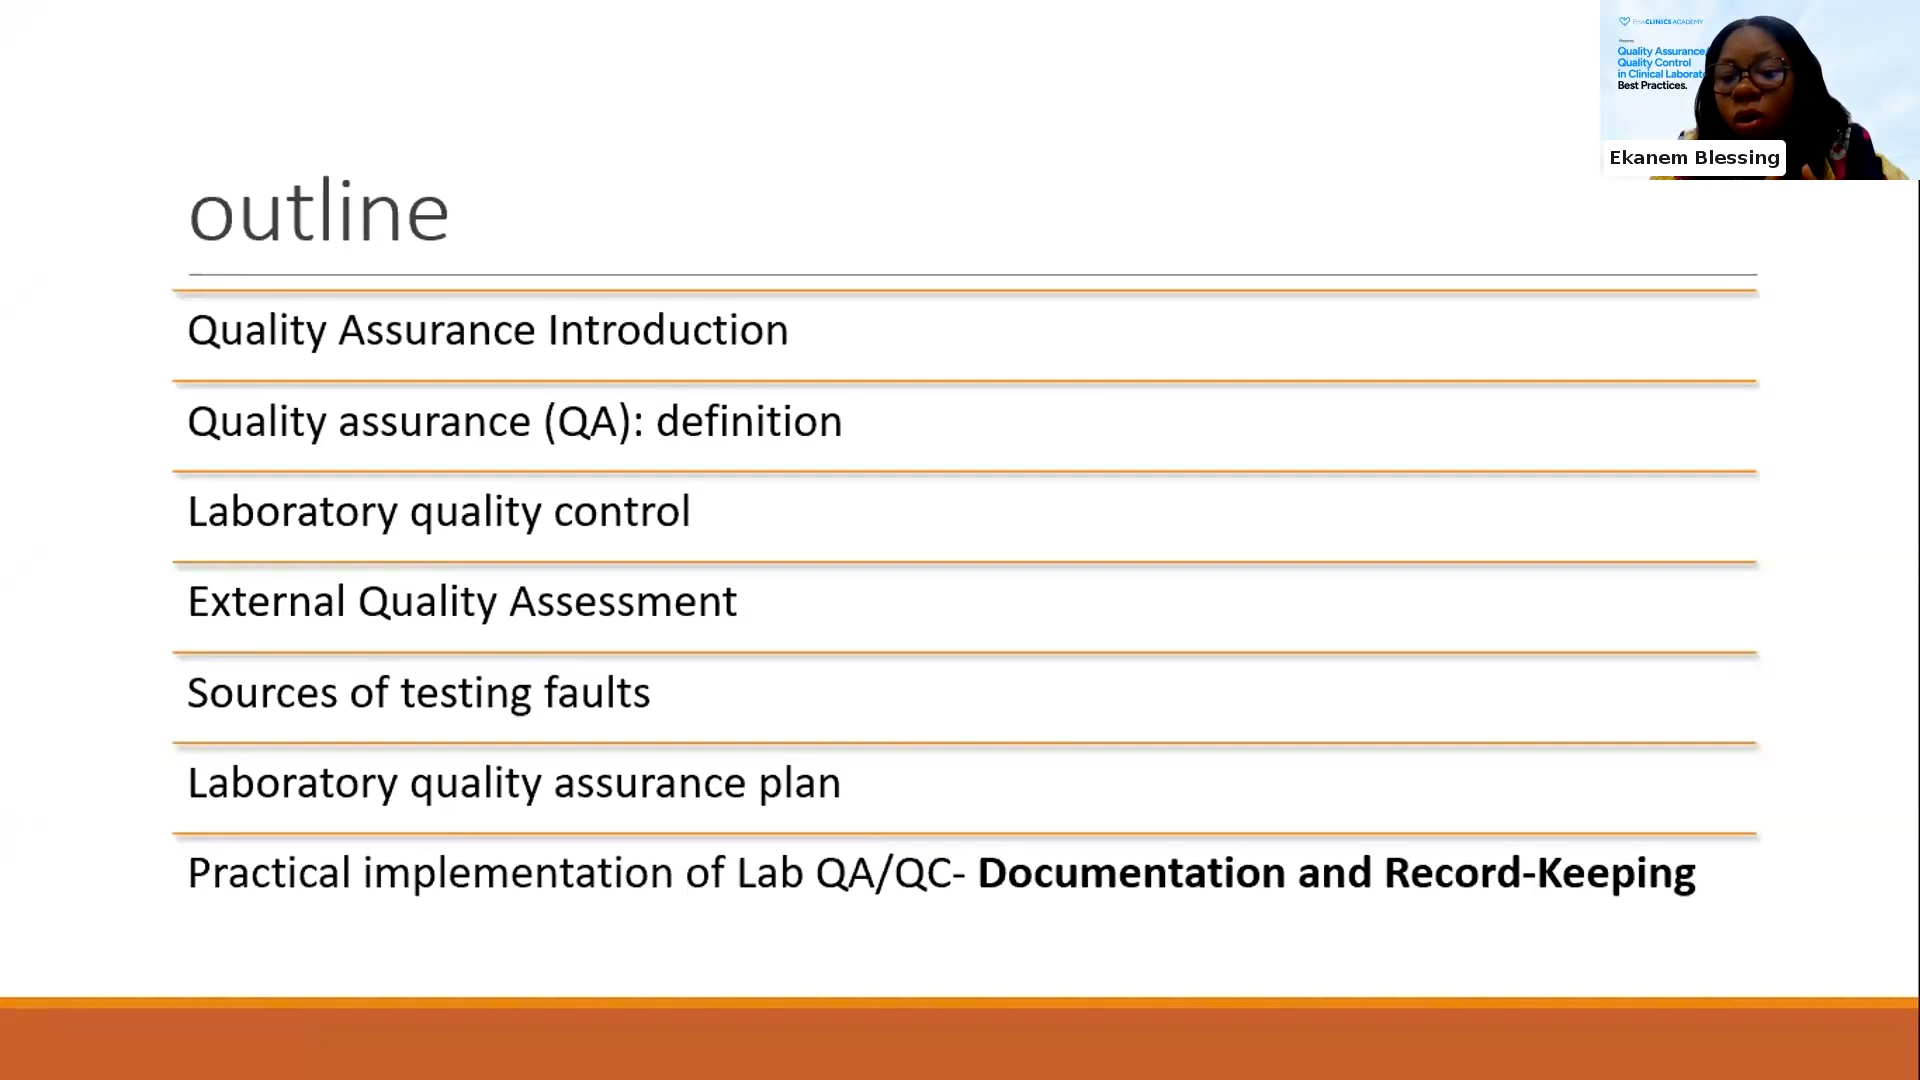 CLINICS ACADEMY
Quality Assurance
Quality Control
in Clinical
Best Practices.
Ekanem Blessing
outline
Quality Assurance Introduction
Quality assurance (QA): definition
Laboratory quality control
External Quality Assessment
Sources of testing faults
Laboratory quality assurance plan
Practical implementation of Lab QA/QC- Documentation and Record-Keeping